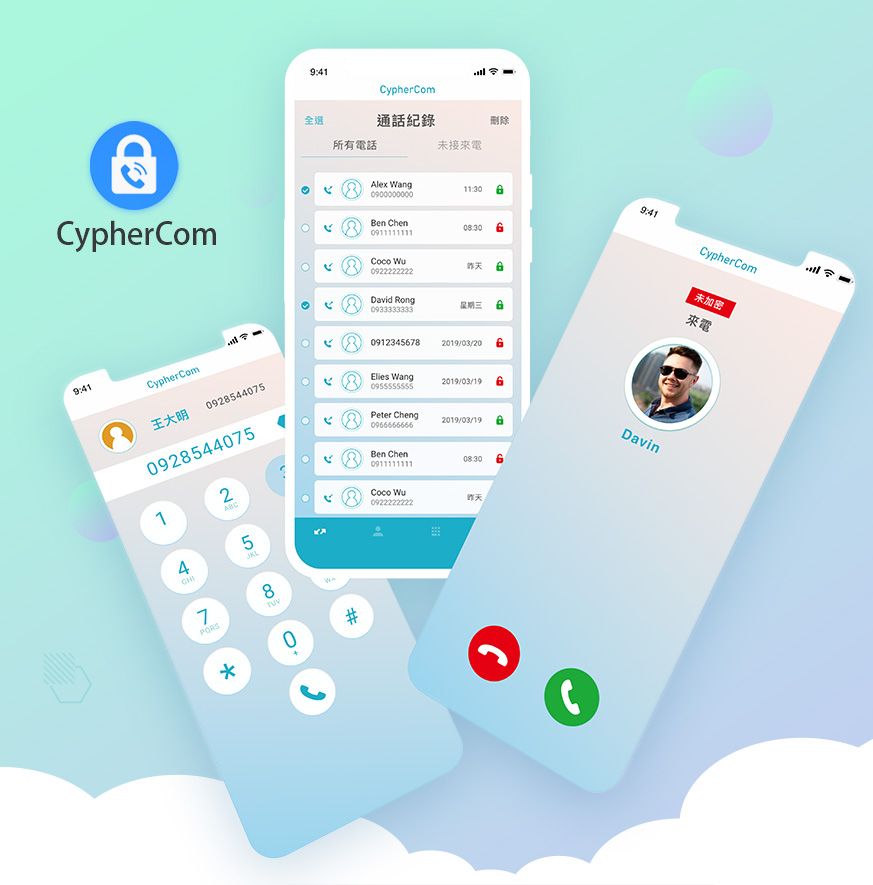 CypherCom
9:41
CypherCom
全選 通話紀錄 刪除
所有電話 未接來電
Alex Wang
0900000000
11:30
Ben Chen
0911111111
08:30
Coco Wu
0922222222
昨天
David Rong
0933333333
星期三
0912345678
2019/03/20
Elies Wang
0955555555
2019/03/19
Peter Cheng
0966666666
2019/03/19
Ben Chen
0911111111
08:30
Coco Wu
0922222222
昨天
9:41
CypherCom
王大明 0928544075
0928544075
1
2 ABC
3
4 GHI
5 JKL
7 PQRS
8 TUV
*
0 +
#
9:41
CypherCom
未加密
來電
Davin